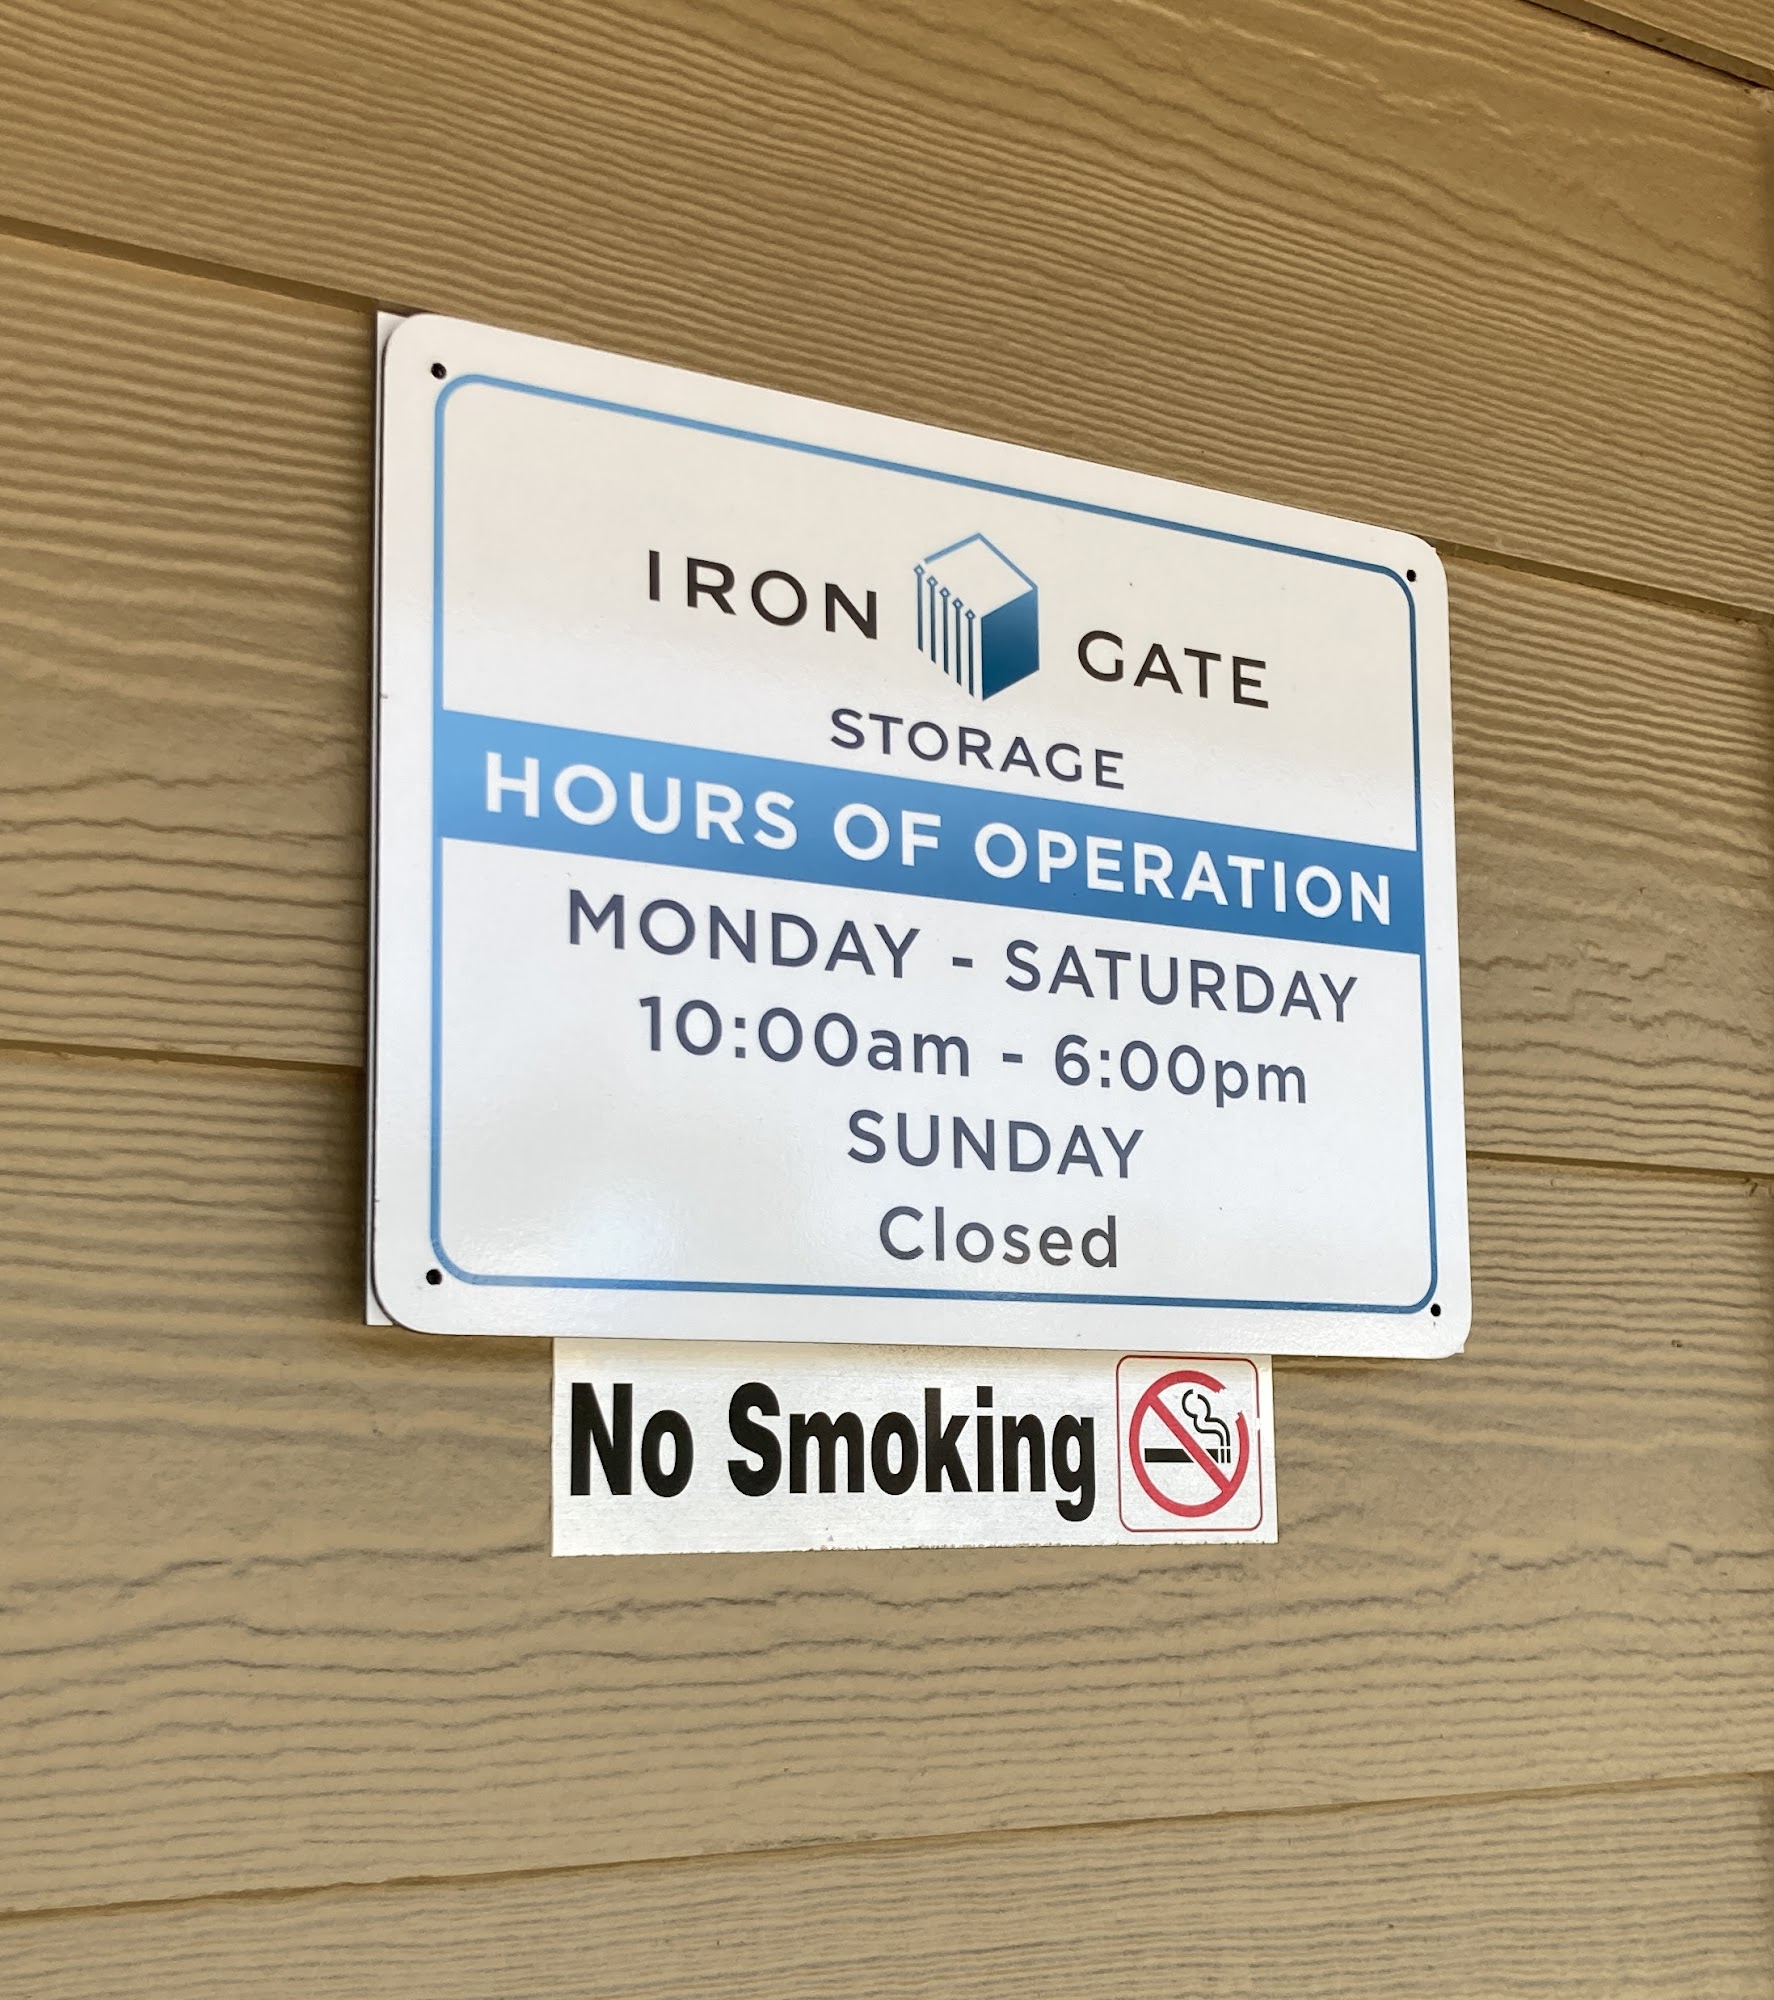 IRON GATE
STORAGE
HOURS OF OPERATION
MONDAY - SATURDAY
10:00am - 6:00pm
SUNDAY
Closed
No Smoking